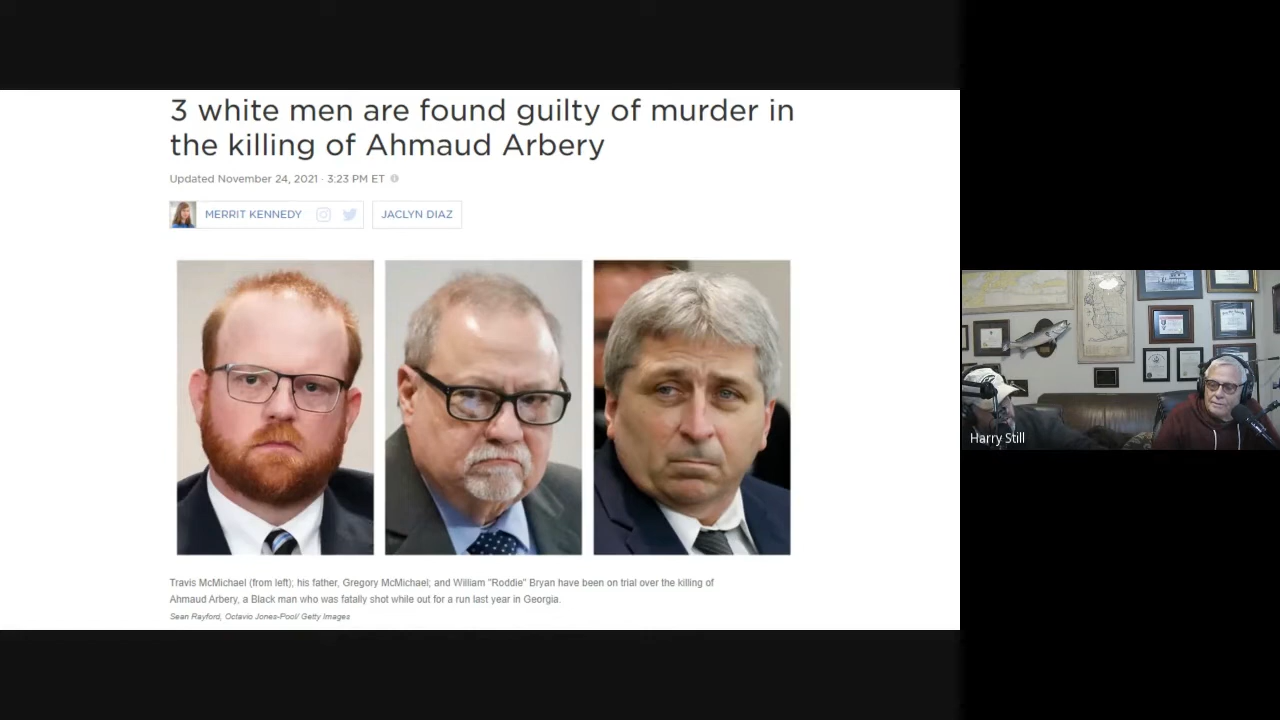 3 white men are found guilty of murder in
the killing of Ahmaud Arbery
Updated November 24, 2021 · 3:23 PM ET
MERRIT KENNEDY
JACLYN DIAZ
Travis McMichael (from left); his father, Gregory McMichael; and William "Roddie" Bryan have been on trial over the killing of
Ahmaud Arbery, a Black man who was fatally shot while out for a run last year in Georgia.
Sean Rayford, Octavio Jones-Pool/ Getty Images
Harry Still